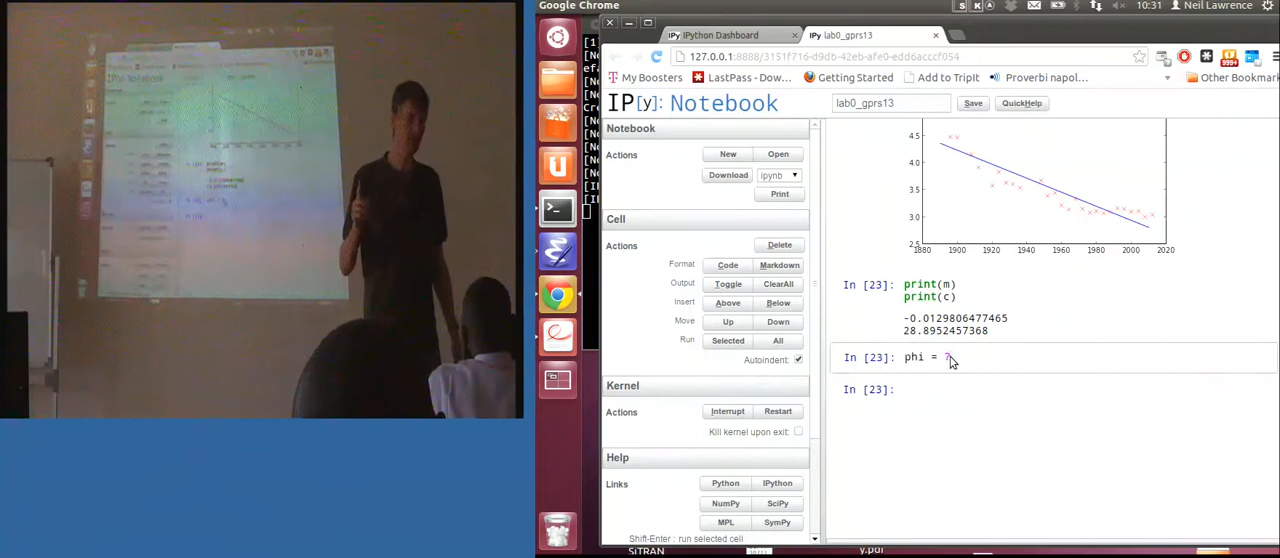 Google Chrome
10:31
Neil Lawrence
IPython Dashboard
lab0_gprs13
127.0.0.1:8888/3151f716-d9db-42eb-afe0-edd6acccf054
999+
My Boosters
LastPass - Dow...
Getting Started
Add to TripIt
Proverbi napol...
Other Bookmark
IP[y]: Notebook
lab0_gprs13
Save
QuickHelp
Notebook
Actions
New
Open
Download
ipynb
Print
Cell
Actions
Delete
Format
Code
Markdown
Output
Toggle
ClearAll
Insert
Above
Below
Move
Up
Down
Run
Selected
All
Autoindent:
Kernel
Actions
Interrupt
Restart
Kill kernel upon exit:
Help
Links
Python
IPython
NumPy
SciPy
MPL
SymPy
Shift-Enter : run selected cell
4.5
4.0
3.5
3.0
2.5
1880
1900
1920
1940
1960
1980
2000
2020
In [23]: print(m)
print(c)
-0.0129806477465
28.8952457368
In [23]: phi = ?
In [23]:
SITRAN
y.pdf